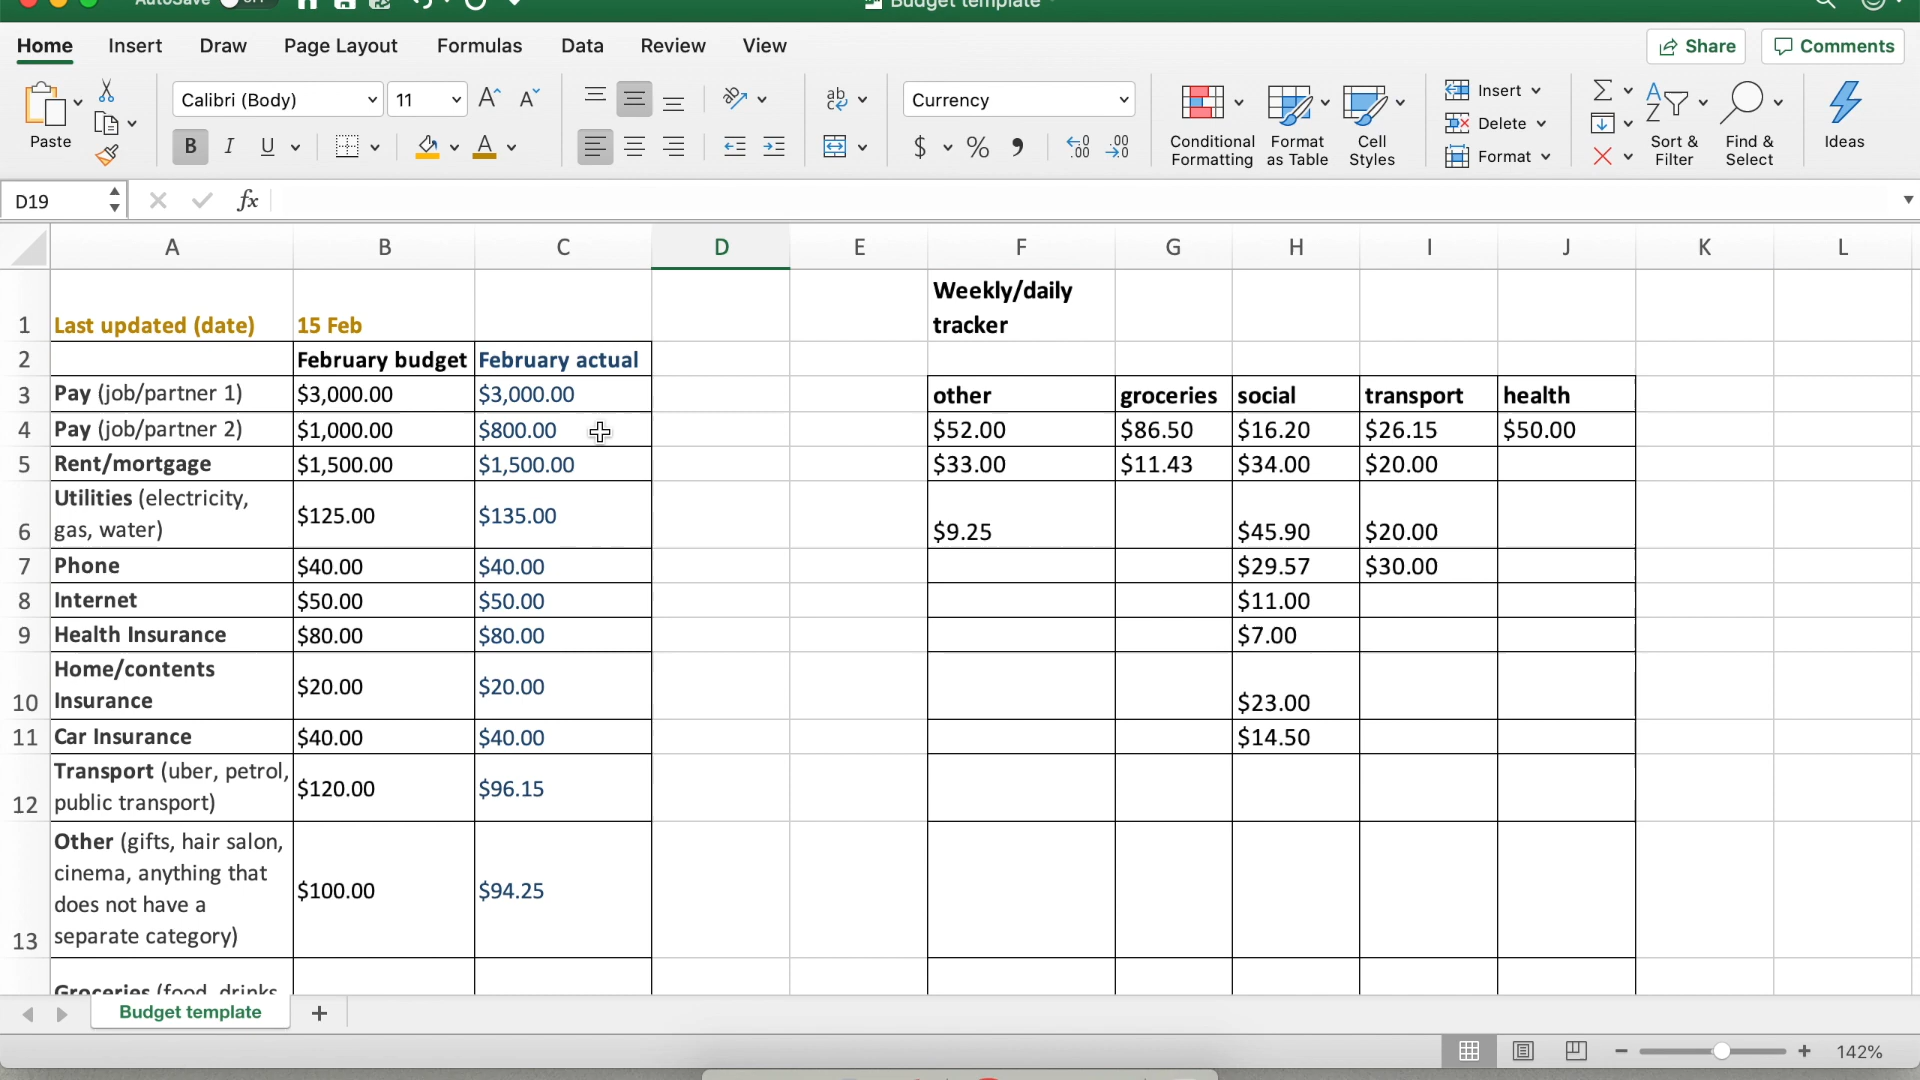 AutoSave OFF
Budget template
Home Insert Draw Page Layout Formulas Data Review View Share Comments
Paste
Calibri (Body) 11 A A
B I U A
ab
c
Currency
$ % , .00 .00
Conditional Formatting
Format as Table
Cell Styles
Insert
Delete
Format
Sort & Filter
Find & Select
Ideas
D19 fx
A B C D E F G H I J K L
1 Last updated (date) 15 Feb Weekly/daily tracker
2 February budget February actual
3 Pay (job/partner 1) $3,000.00 $3,000.00 other groceries social transport health
4 Pay (job/partner 2) $1,000.00 $800.00 $52.00 $86.50 $16.20 $26.15 $50.00
5 Rent/mortgage $1,500.00 $1,500.00 $33.00 $11.43 $34.00 $20.00
6 Utilities (electricity, gas, water) $125.00 $135.00 $9.25 $45.90 $20.00
7 Phone $40.00 $40.00 $29.57 $30.00
8 Internet $50.00 $50.00 $11.00
9 Health Insurance $80.00 $80.00 $7.00
10 Home/contents Insurance $20.00 $20.00 $23.00
11 Car Insurance $40.00 $40.00 $14.50
12 Transport (uber, petrol, public transport) $120.00 $96.15
13 Other (gifts, hair salon, cinema, anything that does not have a separate category) $100.00 $94.25
Groceries (food, drinks
Budget template +
142%